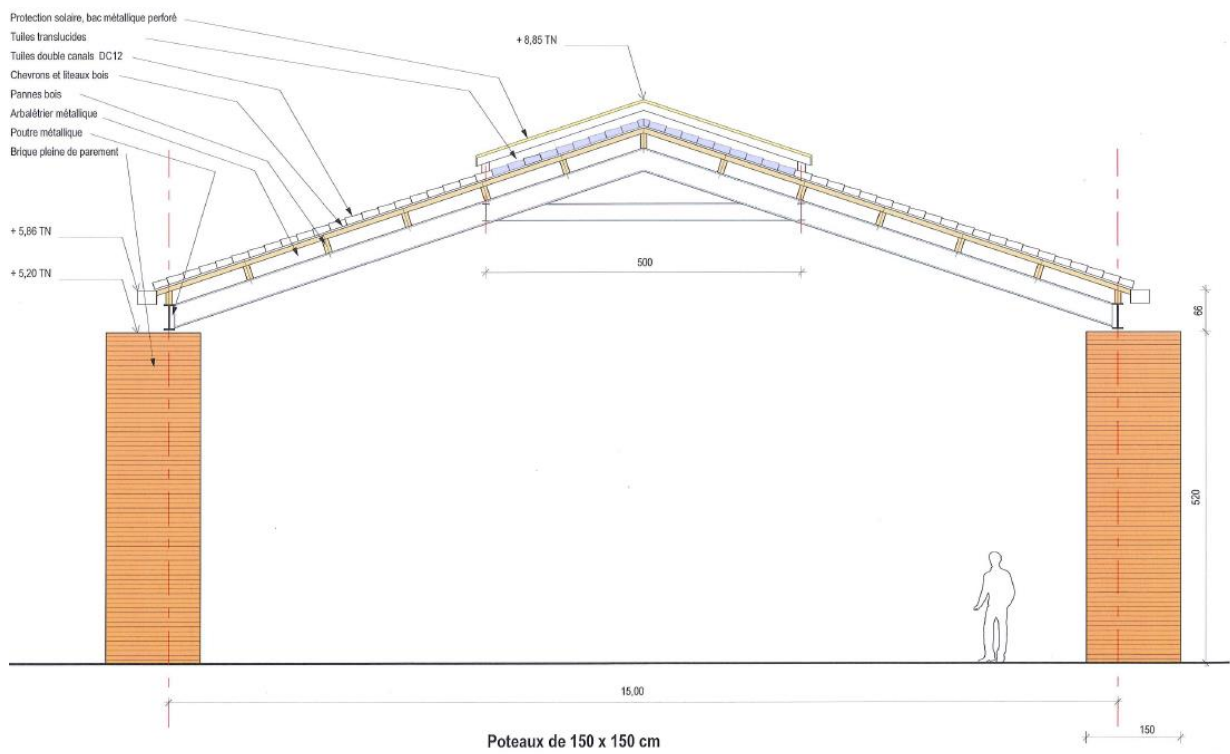 Protection solaire, bac métallique perforé
Tuiles translucides
Tuiles double canals DC12
Chevrons et liteaux bois
Pannes bois
Arbalétrier métallique
Poutre métallique
Brique pleine de parement
+ 8,85 TN
+ 5,86 TN
+ 5,20 TN
500
66
520
15,00
150
Poteaux de 150 x 150 cm